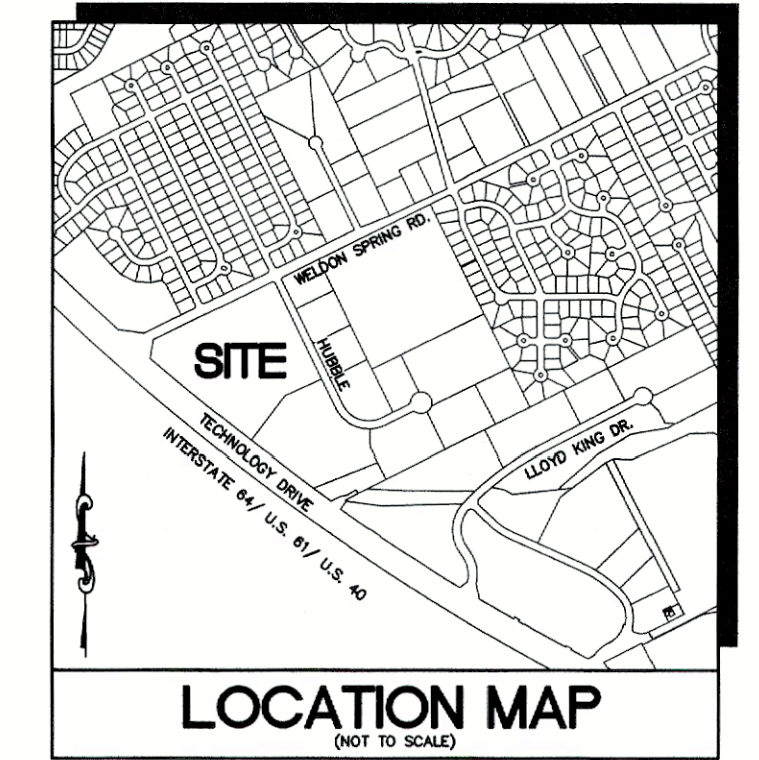 WELDON SPRING RD.
SITE
HUBBLE
TECHNOLOGY DRIVE
INTERSTATE 64/ U.S. 61/ U.S. 40
LLOYD KING DR.
LOCATION MAP
(NOT TO SCALE)